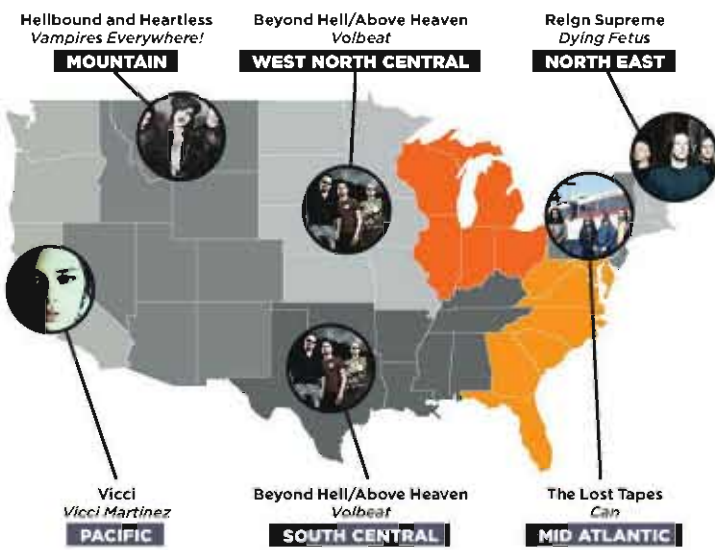 Hellbound and Heartless
Vampires Everywhere!
MOUNTAIN
Beyond Hell/Above Heaven
Volbeat
WEST NORTH CENTRAL
Reign Supreme
Dying Fetus
NORTH EAST
Vicci
Vicci Martinez
PACIFIC
Beyond Hell/Above Heaven
Volbeat
SOUTH CENTRAL
The Lost Tapes
Can
MID ATLANTIC